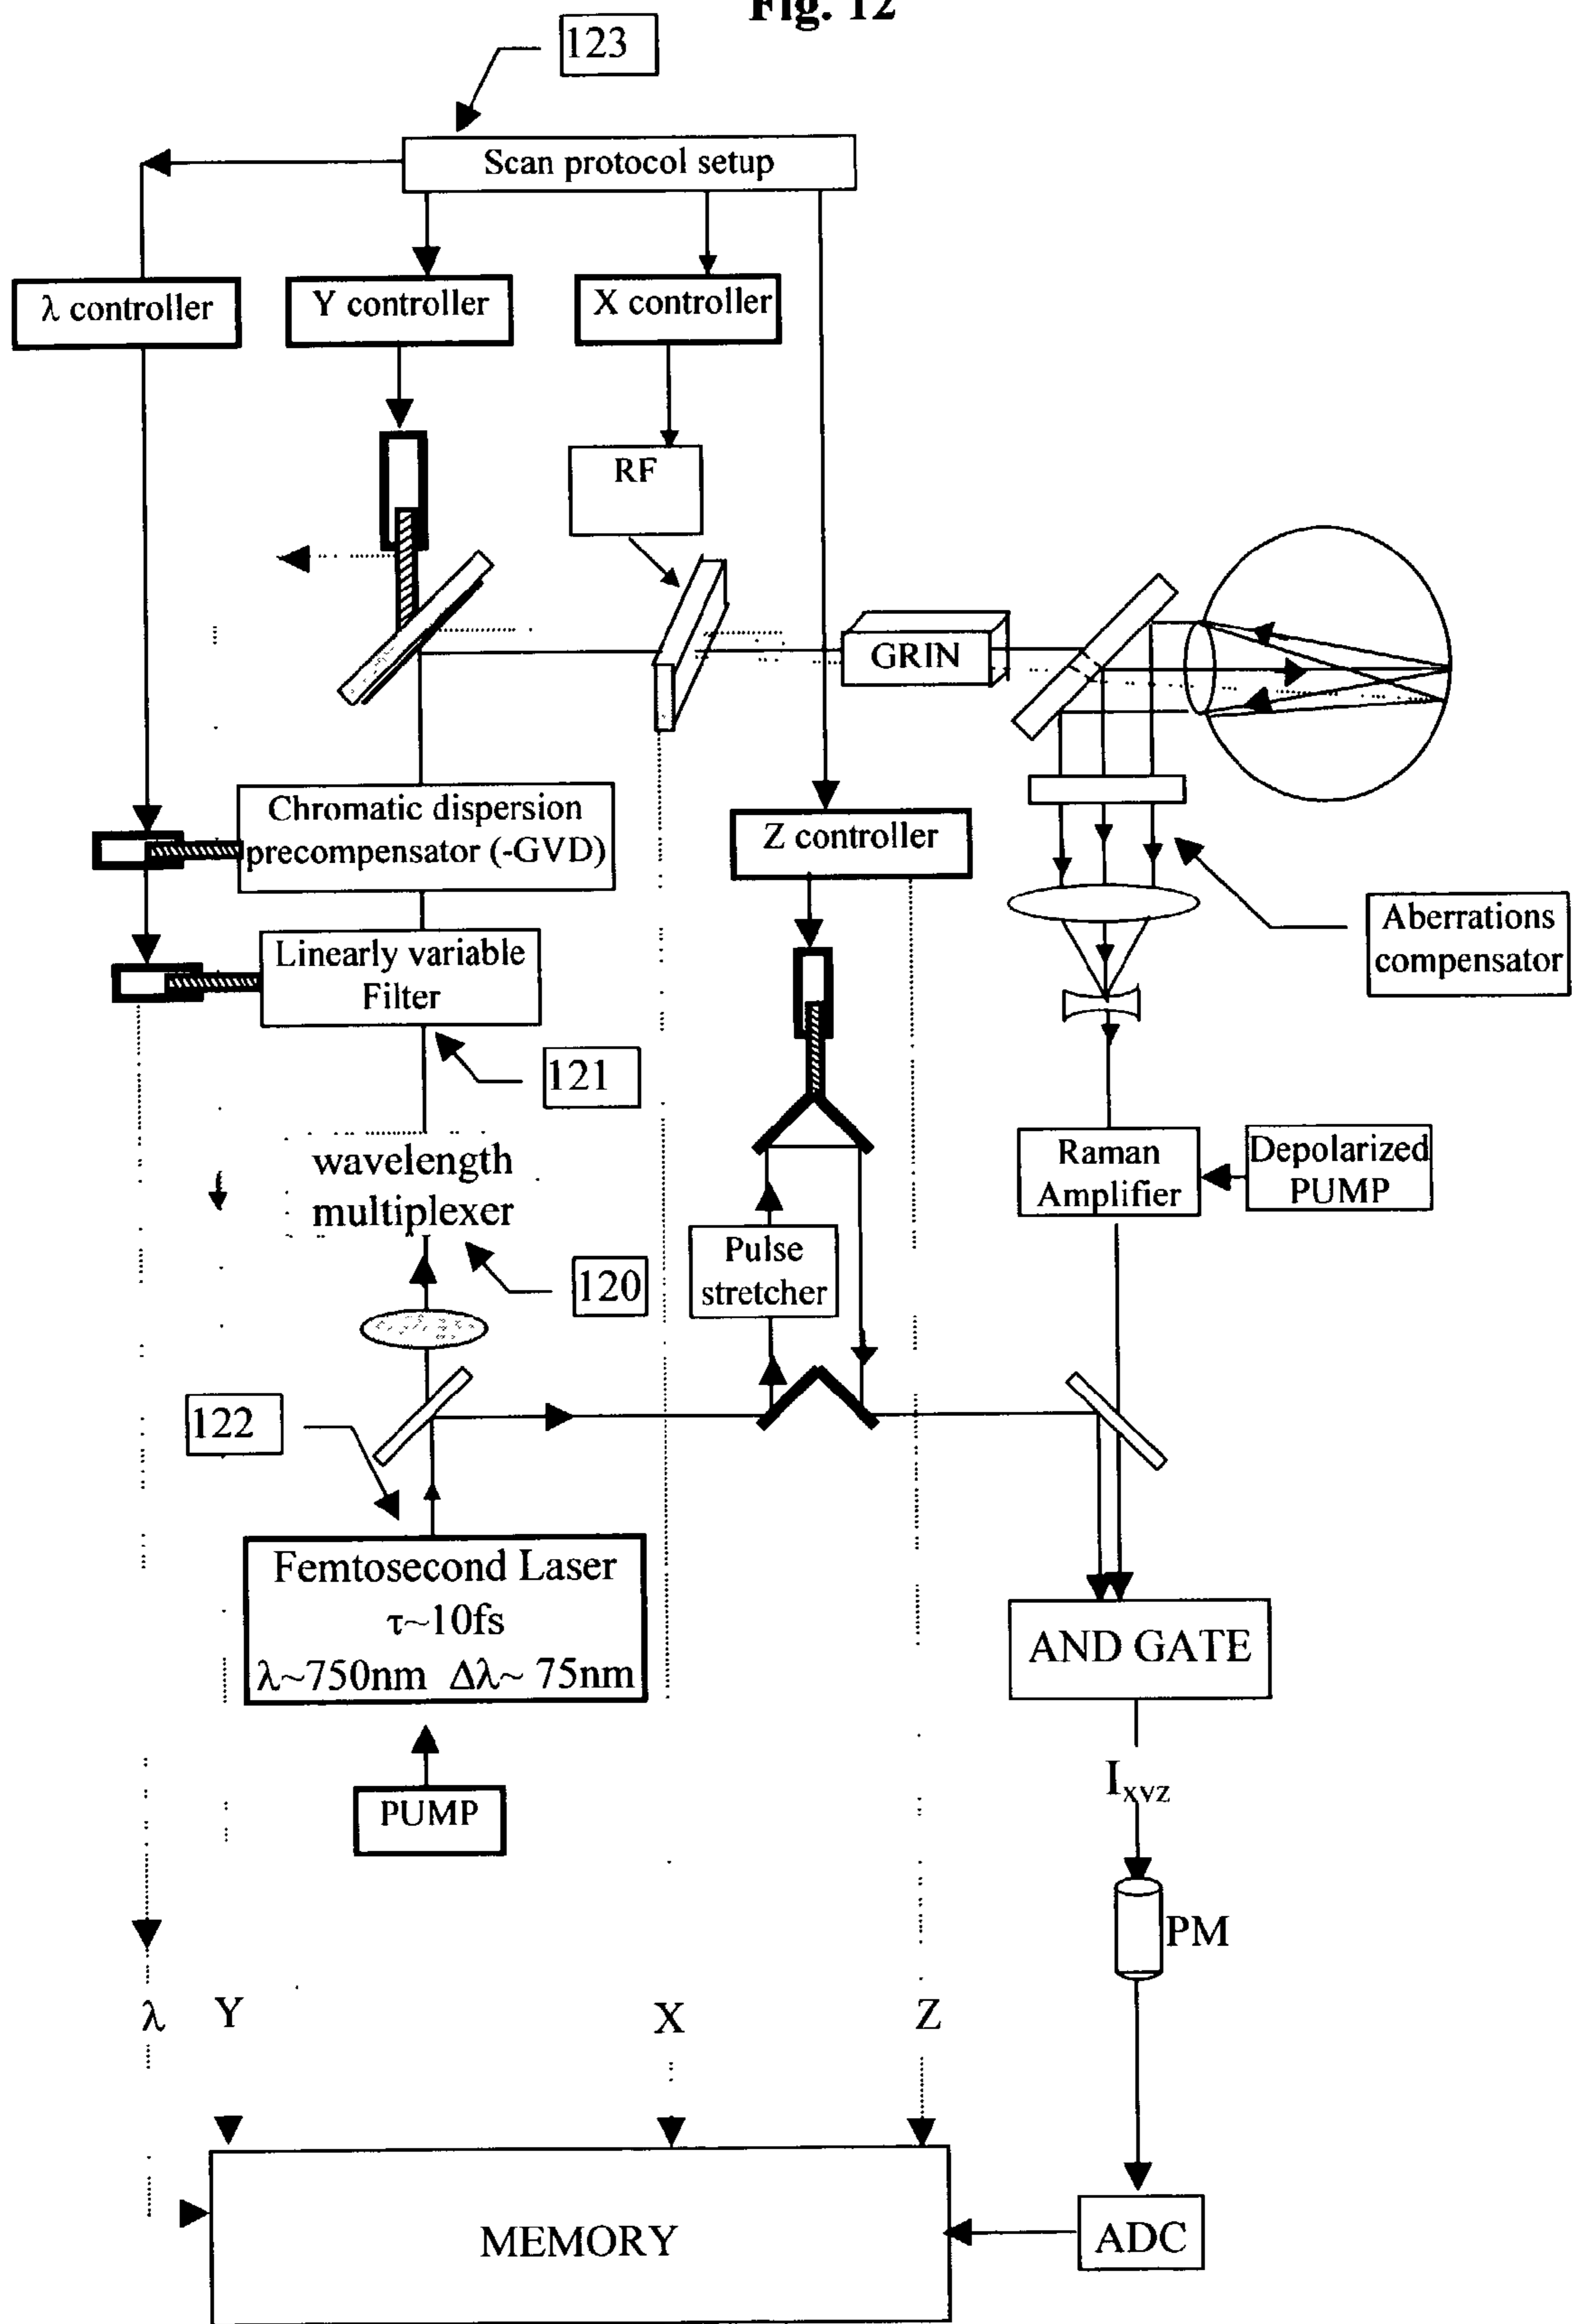 Fig. 12
123
Scan protocol setup
λ controller
Y controller
X controller
RF
GRIN
Chromatic dispersion
precompensator (-GVD)
Z controller
Linearly variable
Filter
Aberrations
compensator
121
wavelength
multiplexer
Raman
Amplifier
Depolarized
PUMP
Pulse
stretcher
120
122
Femtosecond Laser
τ~10fs
λ~750nm Δλ~ 75nm
AND GATE
PUMP
Ixyz
PM
λ
Y
X
Z
MEMORY
ADC